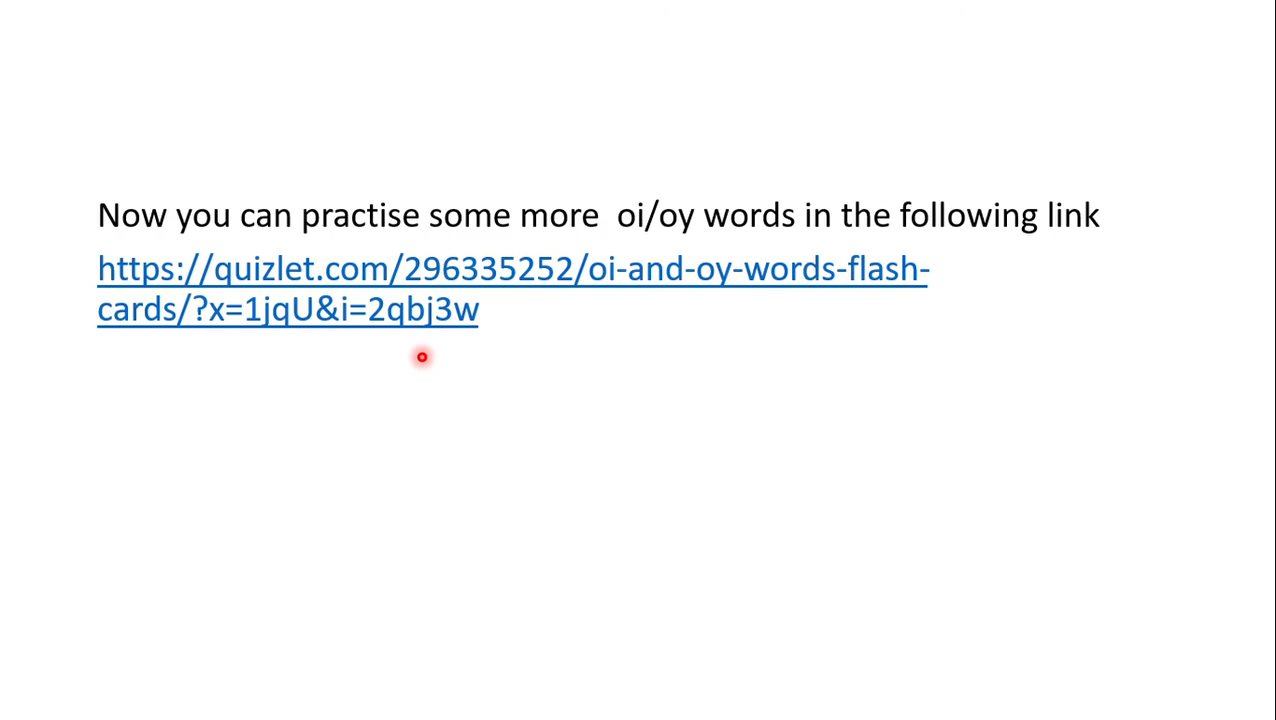 Now you can practise some more  oi/oy words in the following link
https://quizlet.com/296335252/oi-and-oy-words-flash-
cards/?x=1jqU&i=2qbj3w